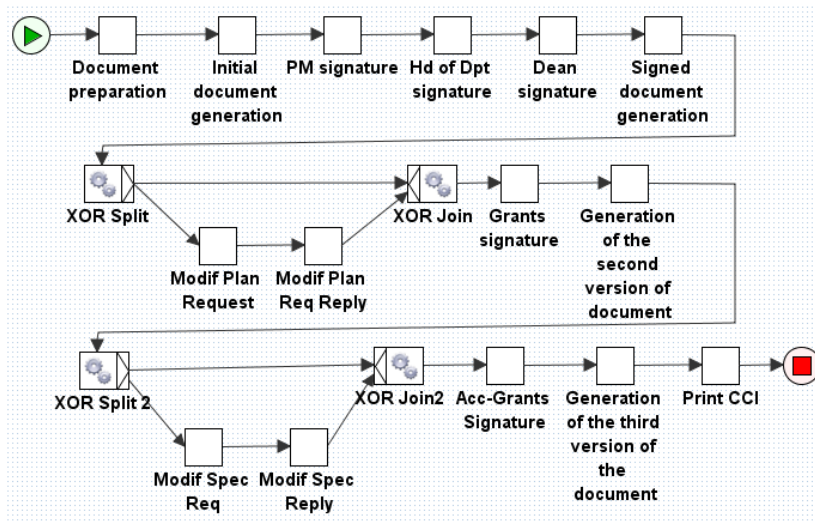 Document
preparation
Initial
document
generation
PM signature
Hd of Dpt
signature
Dean
signature
Signed
document
generation
XOR Split
XOR Join
Grants
signature
Generation
of the
second
version of
document
Modif Plan
Request
Modif Plan
Req Reply
XOR Split 2
XOR Join2
Acc-Grants
Signature
Generation
of the third
version of
the
document
Print CCI
Modif Spec
Req
Modif Spec
Reply